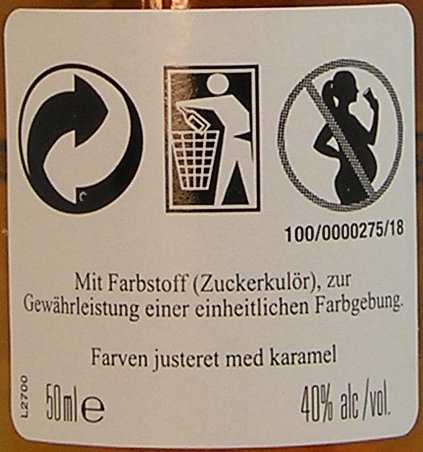 100/0000275/18
Mit Farbstoff (Zuckerkulör), zur
Gewährleistung einer einheitlichen Farbgebung.
Farven justeret med karamel
L2700
50ml e
40% alc/vol.